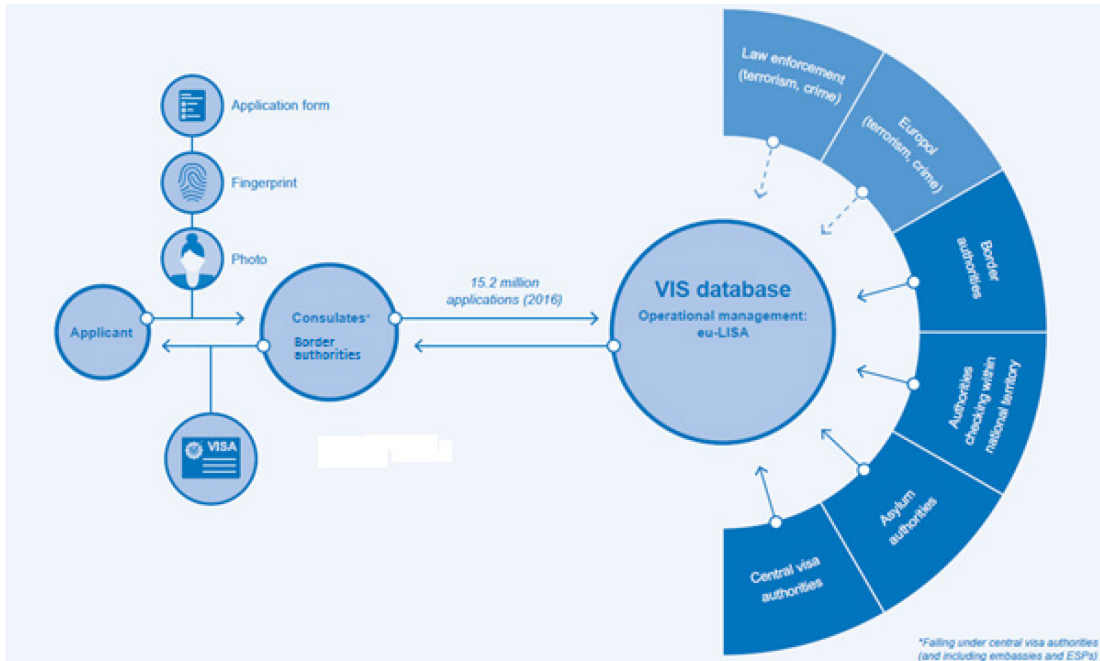 Application form
Fingerprint
Photo
Applicant
Consulates*
Border
authorities
VISA
15.2 million
applications (2016)
VIS database
Operational management:
eu-LISA
Law enforcement
(terrorism, crime)
Europol
(terrorism, crime)
Border
authorities
Authorities
checking within
national territory
Asylum
authorities
Central visa
authorities
*Falling under central visa authorities
(and including embassies and ESPs)